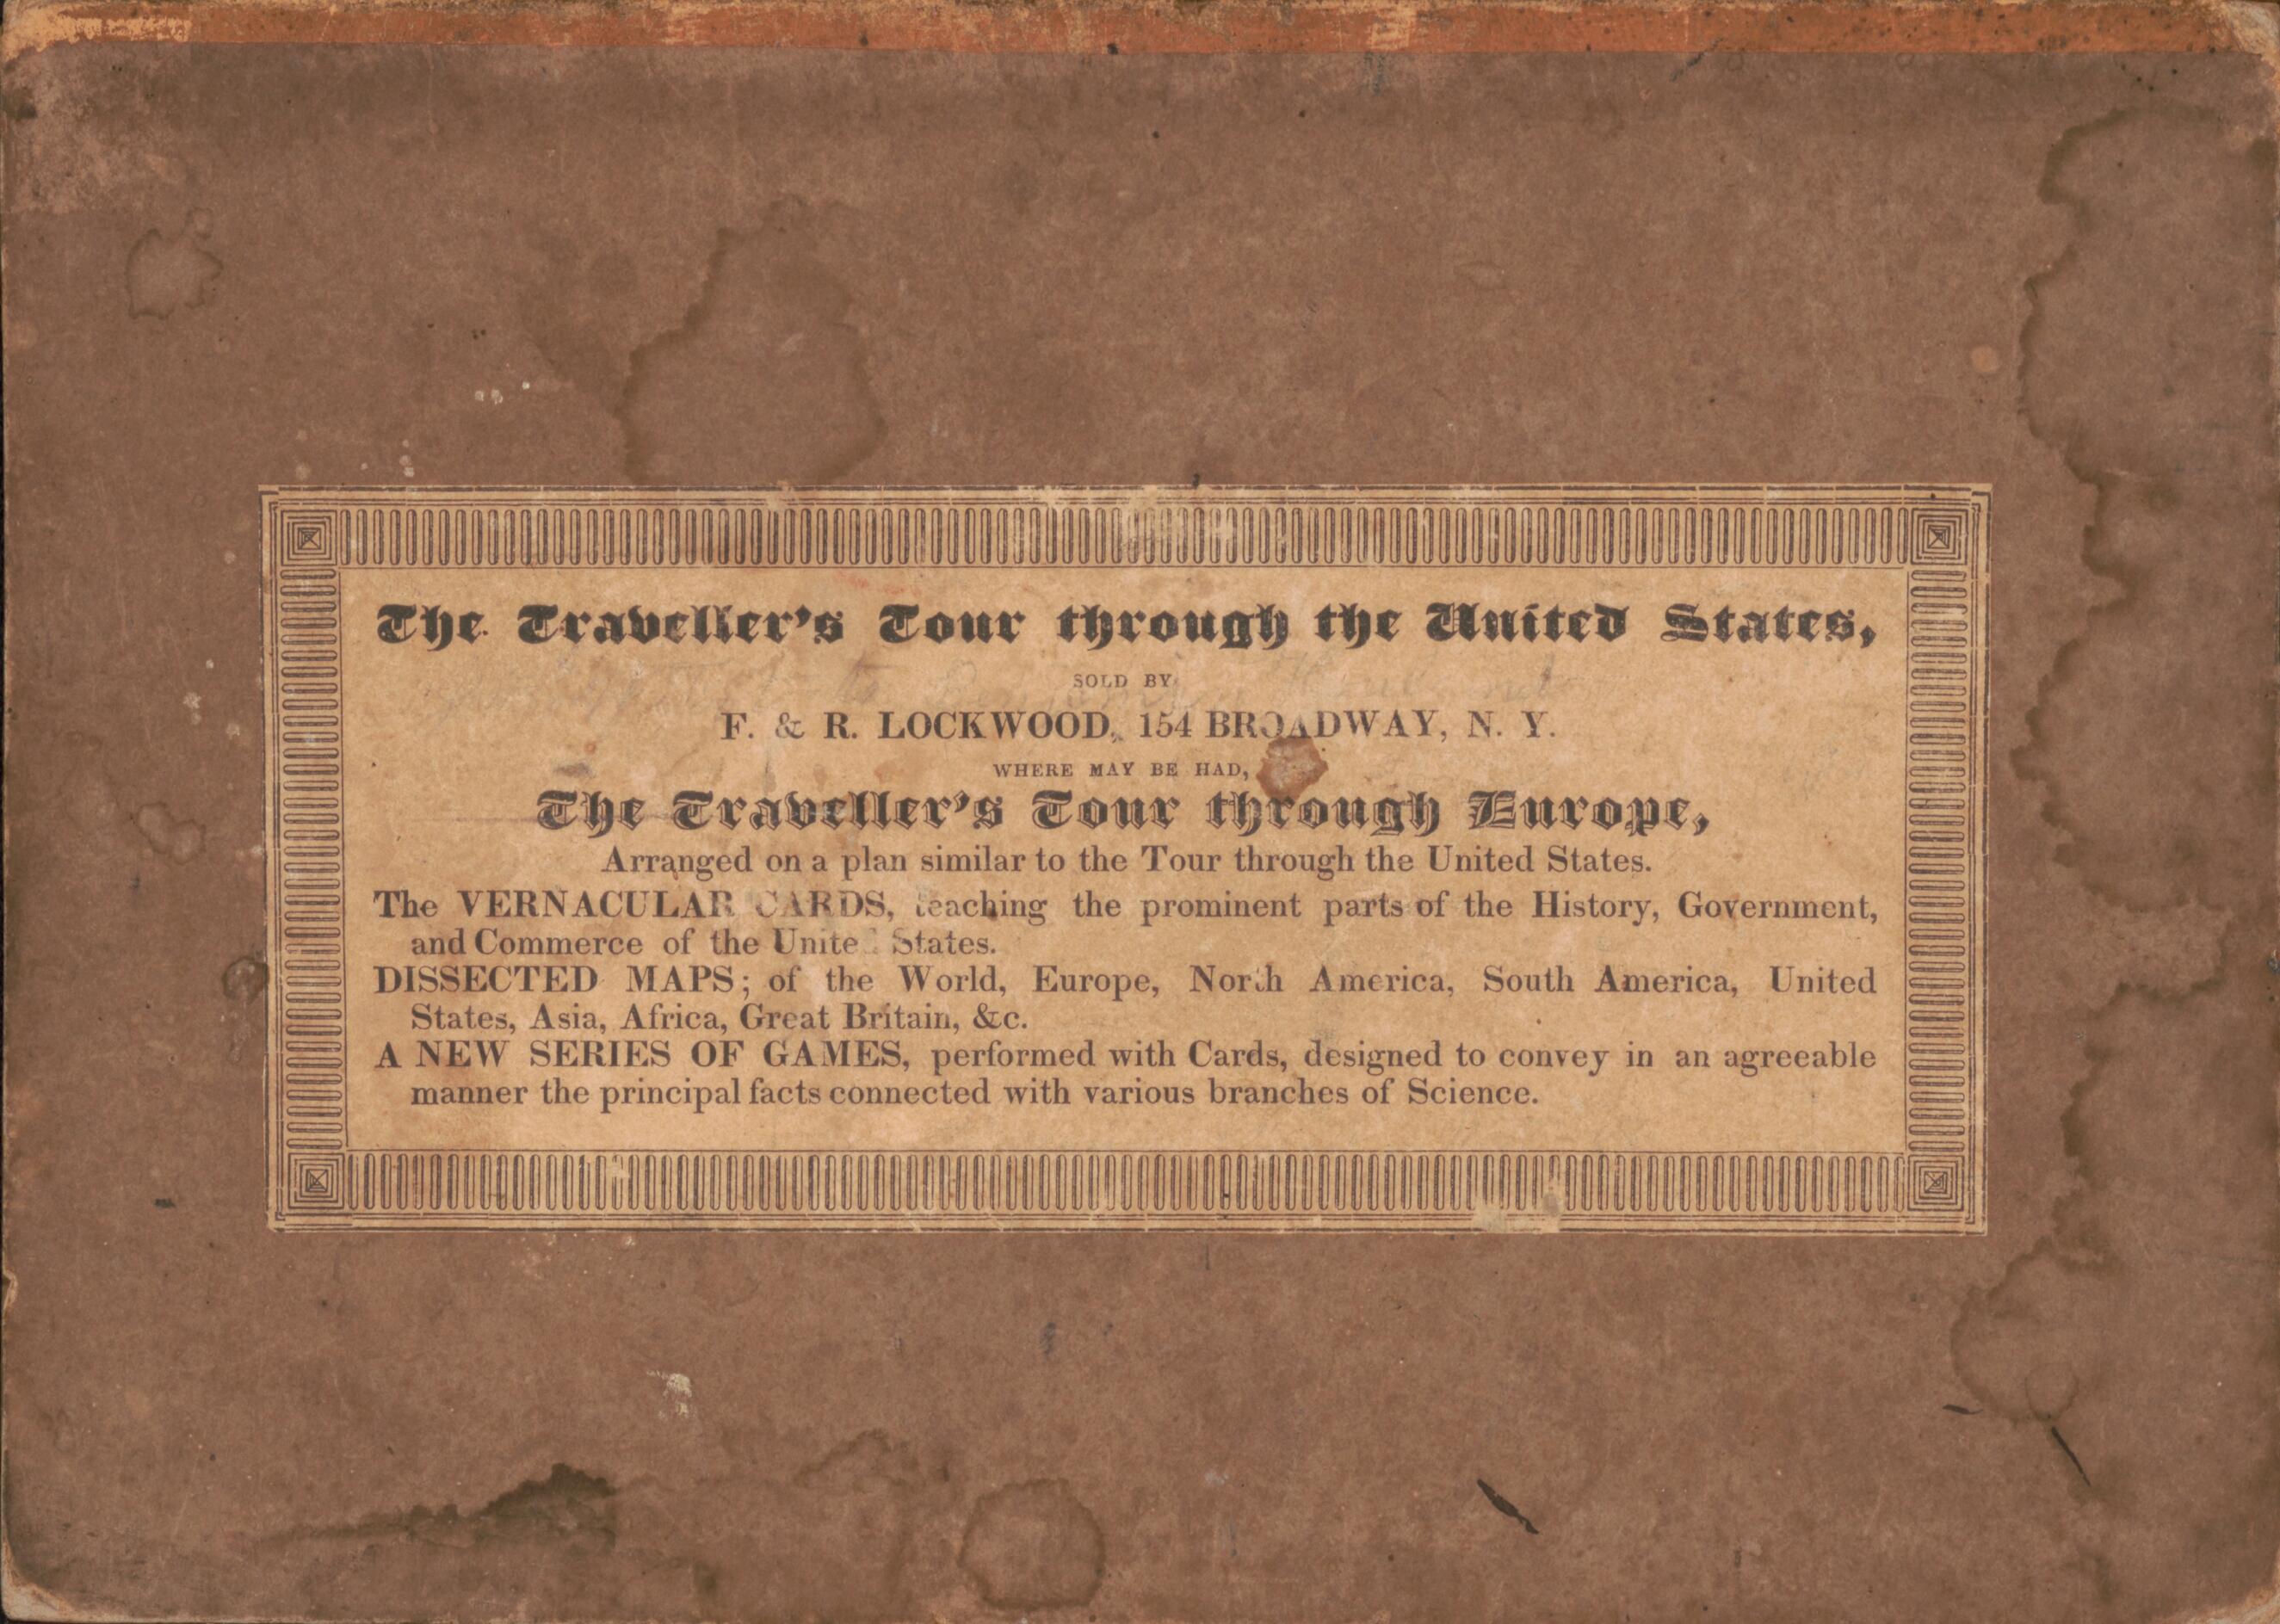 The Traveller's Tour through the United States,
SOLD BY
F. & R. LOCKWOOD, 154 BROADWAY, N. Y.
WHERE MAY BE HAD,
The Traveller's Tour through Europe,
Arranged on a plan similar to the Tour through the United States.
The VERNACULAR CARDS, teaching the prominent parts of the History, Government,
and Commerce of the United States.
DISSECTED MAPS; of the World, Europe, North America, South America, United
States, Asia, Africa, Great Britain, &c.
A NEW SERIES OF GAMES, performed with Cards, designed to convey in an agreeable
manner the principal facts connected with various branches of Science.